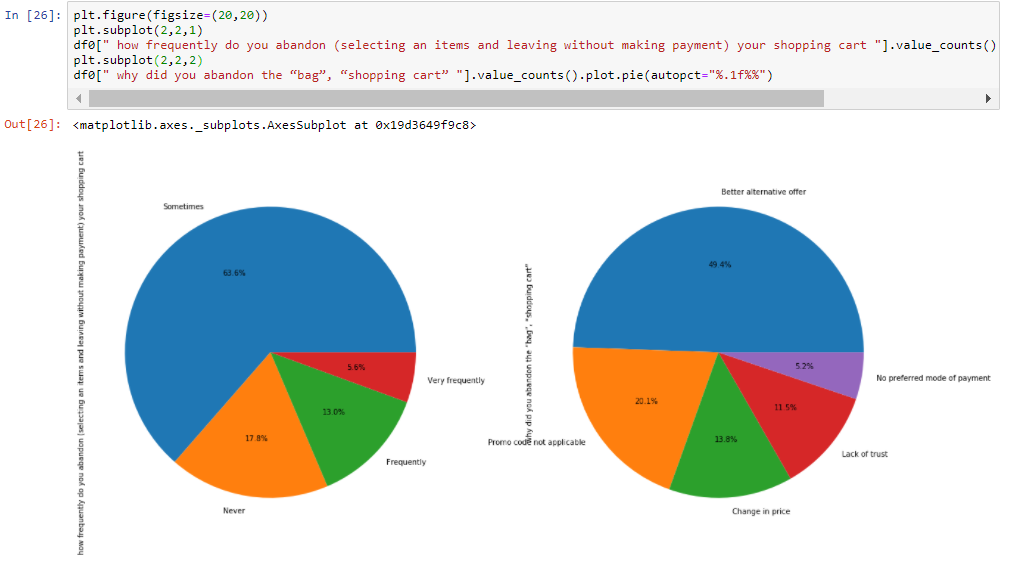 In [26]:
plt.figure(figsize=(20,20))
plt.subplot(2,2,1)
df0[" how frequently do you abandon (selecting an items and leaving without making payment) your shopping cart "].value_counts()
plt.subplot(2,2,2)
df0[" why did you abandon the “bag”, “shopping cart” "].value_counts().plot.pie(autopct="%.1f%%")
Out[26]:
<matplotlib.axes._subplots.AxesSubplot at 0x19d3649f9c8>
how frequently do you abandon (selecting an items and leaving without making payment) your shopping cart
Sometimes
63.6%
5.6%
Very frequently
13.0%
17.8%
Frequently
Never
why did you abandon the “bag”, “shopping cart”
Better alternative offer
49.4%
5.2%
No preferred mode of payment
20.1%
11.5%
13.8%
Promo code not applicable
Lack of trust
Change in price